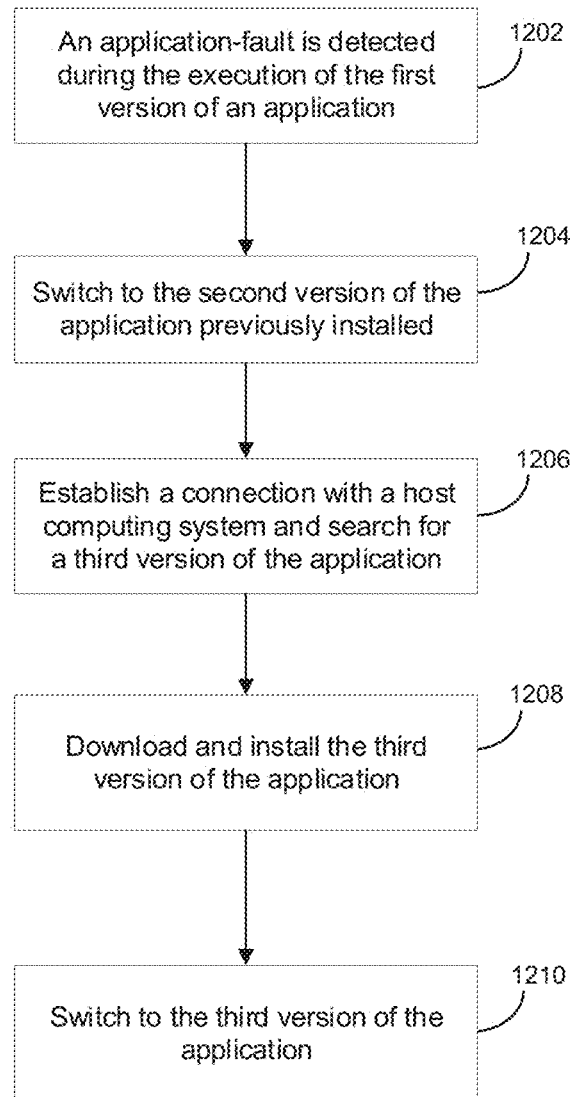 An application-fault is detected
during the execution of the first
version of an application
1202
Switch to the second version of the
application previously installed
1204
Establish a connection with a host
computing system and search for
a third version of the application
1206
Download and install the third
version of the application
1208
Switch to the third version of the
application
1210